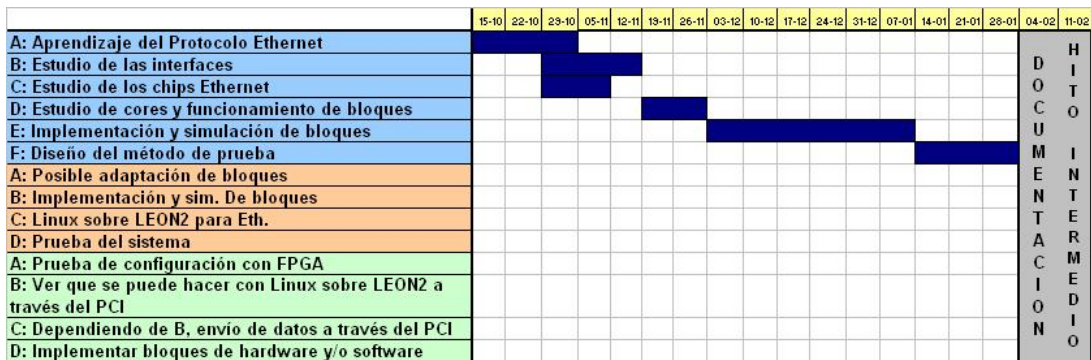 15-10 22-10 29-10 05-11 12-11 19-11 26-11 03-12 10-12 17-12 24-12 31-12 07-01 14-01 21-01 28-01 04-02 11-02
A: Aprendizaje del Protocolo Ethernet
B: Estudio de las interfaces
C: Estudio de los chips Ethernet
D: Estudio de cores y funcionamiento de bloques
E: Implementación y simulación de bloques
F: Diseño del método de prueba
A: Posible adaptación de bloques
B: Implementación y sim. De bloques
C: Linux sobre LEON2 para Eth.
D: Prueba del sistema
A: Prueba de configuración con FPGA
B: Ver que se puede hacer con Linux sobre LEON2 a
través del PCI
C: Dependiendo de B, envío de datos a través del PCI
D: Implementar bloques de hardware y/o software
DOCUMENTACION
HITO INTERMEDIO